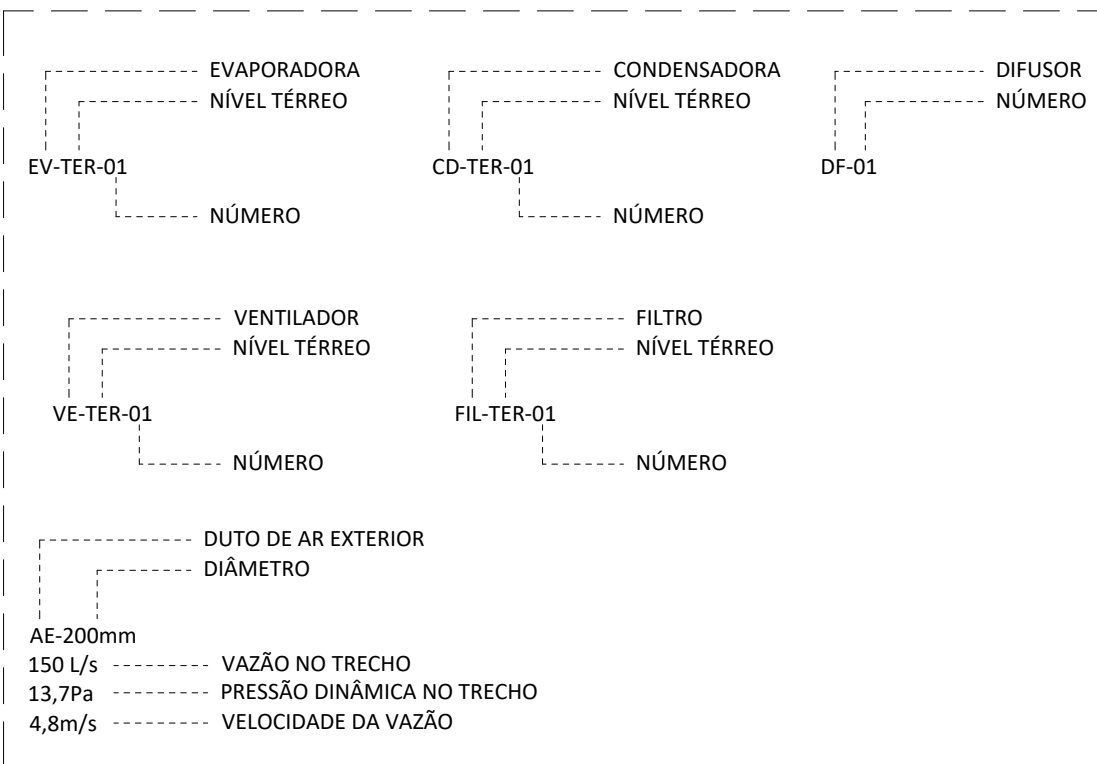 EVAPORADORA
NÍVEL TÉRREO
EV-TER-01
NÚMERO
CONDENSADORA
NÍVEL TÉRREO
CD-TER-01
NÚMERO
DIFUSOR
NÚMERO
DF-01
VENTILADOR
NÍVEL TÉRREO
VE-TER-01
NÚMERO
FILTRO
NÍVEL TÉRREO
FIL-TER-01
NÚMERO
DUTO DE AR EXTERIOR
DIÂMETRO
AE-200mm
150 L/s VAZÃO NO TRECHO
13,7Pa PRESSÃO DINÂMICA NO TRECHO
4,8m/s VELOCIDADE DA VAZÃO